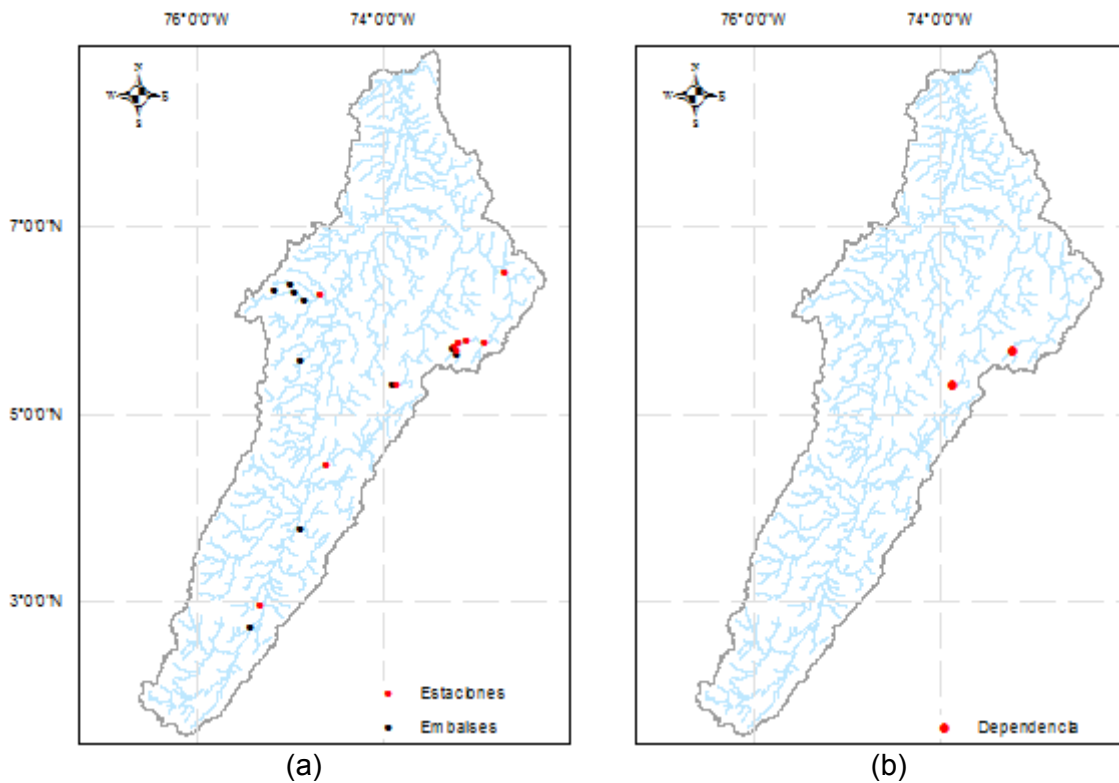 76°0'0"W 74°0'0"W 76°0'0"W 74°0'0"W
N N
W E W E
S S
7°0'0"N
5°0'0"N
3°0'0"N
Estaciones
Embalses Dependencia
(a) (b)